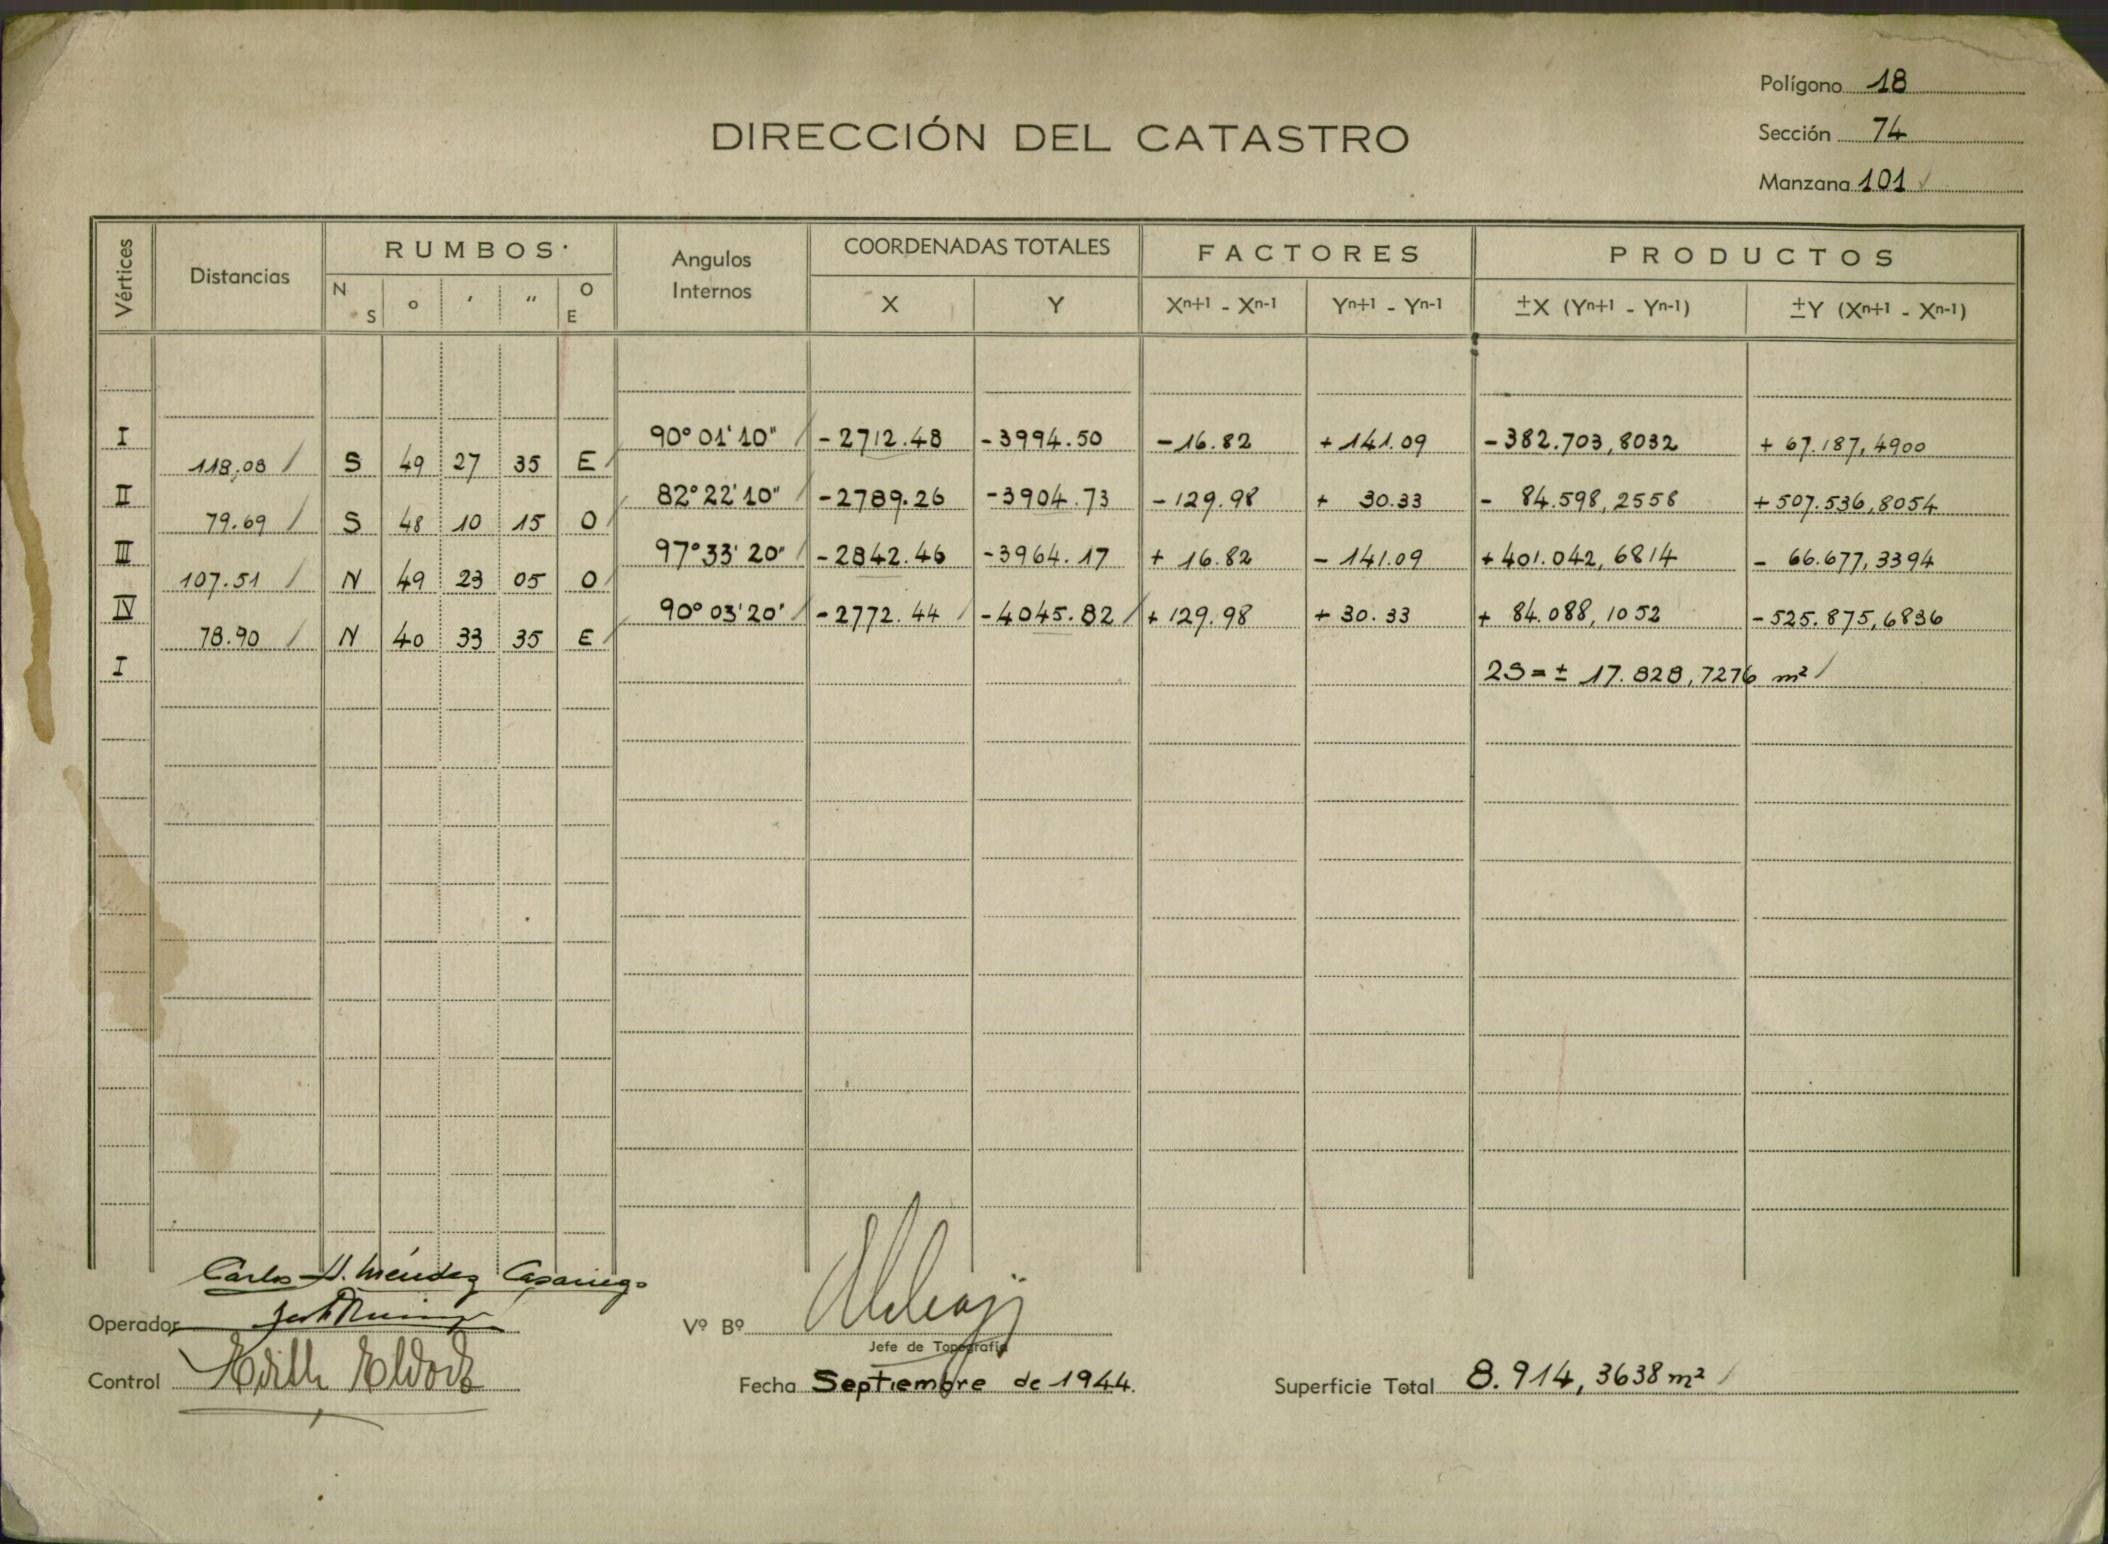 Polígono 18
DIRECCIÓN DEL CATASTRO
Sección 74
Manzana 101
Vértices Distancias RUMBOS Angulos Internos COORDENADAS TOTALES FACTORES PRODUCTOS
N S o ′ ″ O E X Y Xn+1 - Xn-1 Yn+1 - Yn-1 ±X (Yn+1 - Yn-1) ±Y (Xn+1 - Xn-1)
I 90° 01' 10" -2712.48 -3994.50 -16.82 +141.09 -382.703,8032 +67.187,4900
118,08 S 49 27 35 E
II 82° 22' 10" -2789.26 -3904.73 -129.98 + 30.33 - 84.598,2558 +507.536,8054
79.69 S 48 10 15 O
III 97° 33' 20" -2842.46 -3964.17 + 16.82 - 141.09 +401.042,6814 - 66.677,3394
107.51 N 49 23 05 O
IV 90° 03' 20' -2772.44 -4045.82 +129.98 + 30.33 + 84.088,1052 -525.875,6836
78.90 N 40 33 35 E
I 2S = ± 17.828,7276 m²
Carlos H. Méndez Casariego
Operador
Vº Bº
Jefe de Topografía
Control Edith
Fecha Septiembre de 1944.
Superficie Total 8.914,3638 m²